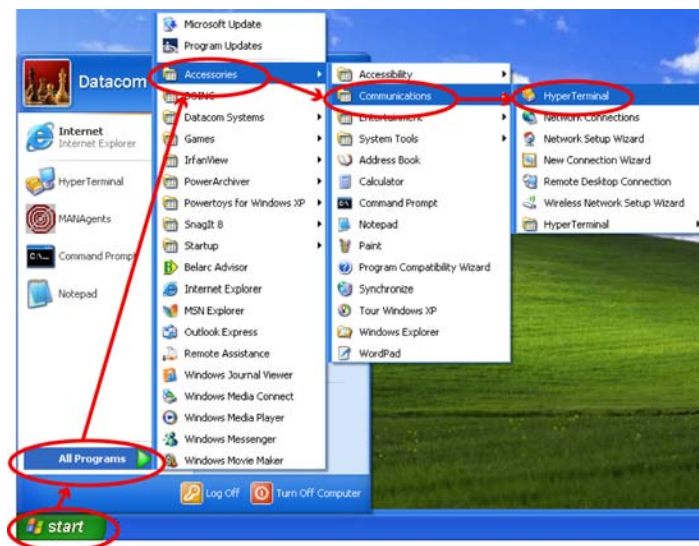 Microsoft Update
Program Updates
Datacom
Accessories
Datacom Systems
Games
IrfanView
PowerArchiver
Powertoys for Windows XP
SnagIt 8
Startup
Belarc Advisor
Internet Explorer
MSN Explorer
Outlook Express
Remote Assistance
Windows Journal Viewer
Windows Media Connect
Windows Media Player
Windows Messenger
Windows Movie Maker
Accessibility
Communications
Entertainment
System Tools
Address Book
Calculator
Command Prompt
Notepad
Paint
Program Compatibility Wizard
Synchronize
Tour Windows XP
Windows Explorer
WordPad
HyperTerminal
Network Connections
Network Setup Wizard
New Connection Wizard
Remote Desktop Connection
Wireless Network Setup Wizard
HyperTerminal
Internet
Internet Explorer
HyperTerminal
MANAgents
Command Prompt
Notepad
All Programs
Log Off
Turn Off Computer
start